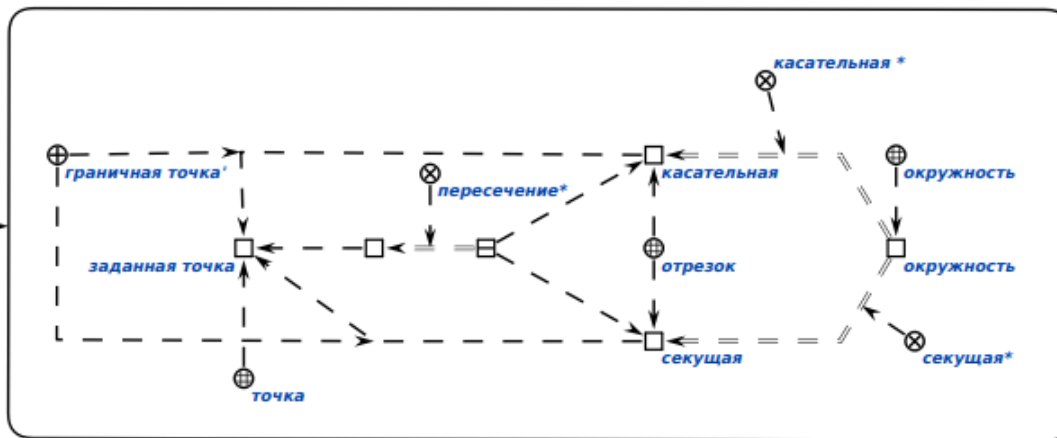 касательная *
граничная точка'
пересечение*
касательная
окружность
заданная точка
отрезок
окружность
секущая
секущая*
точка